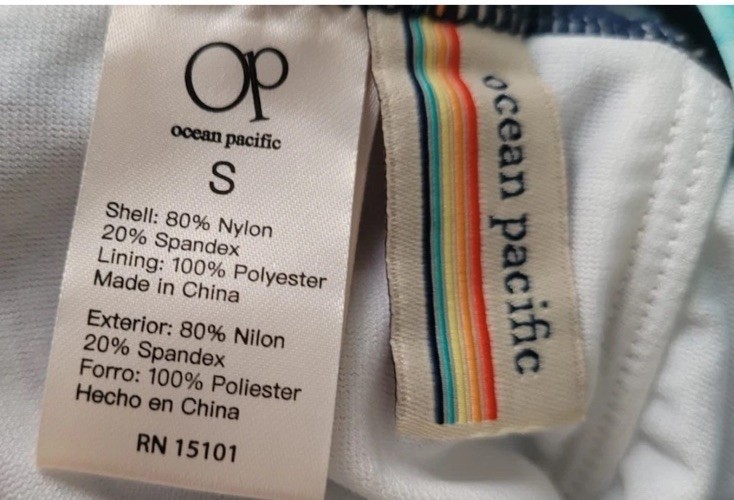 Op
ocean pacific
S
Shell: 80% Nylon
20% Spandex
Lining: 100% Polyester
Made in China
Exterior: 80% Nilon
20% Spandex
Forro: 100% Poliester
Hecho en China
RN 15101
ocean pacific